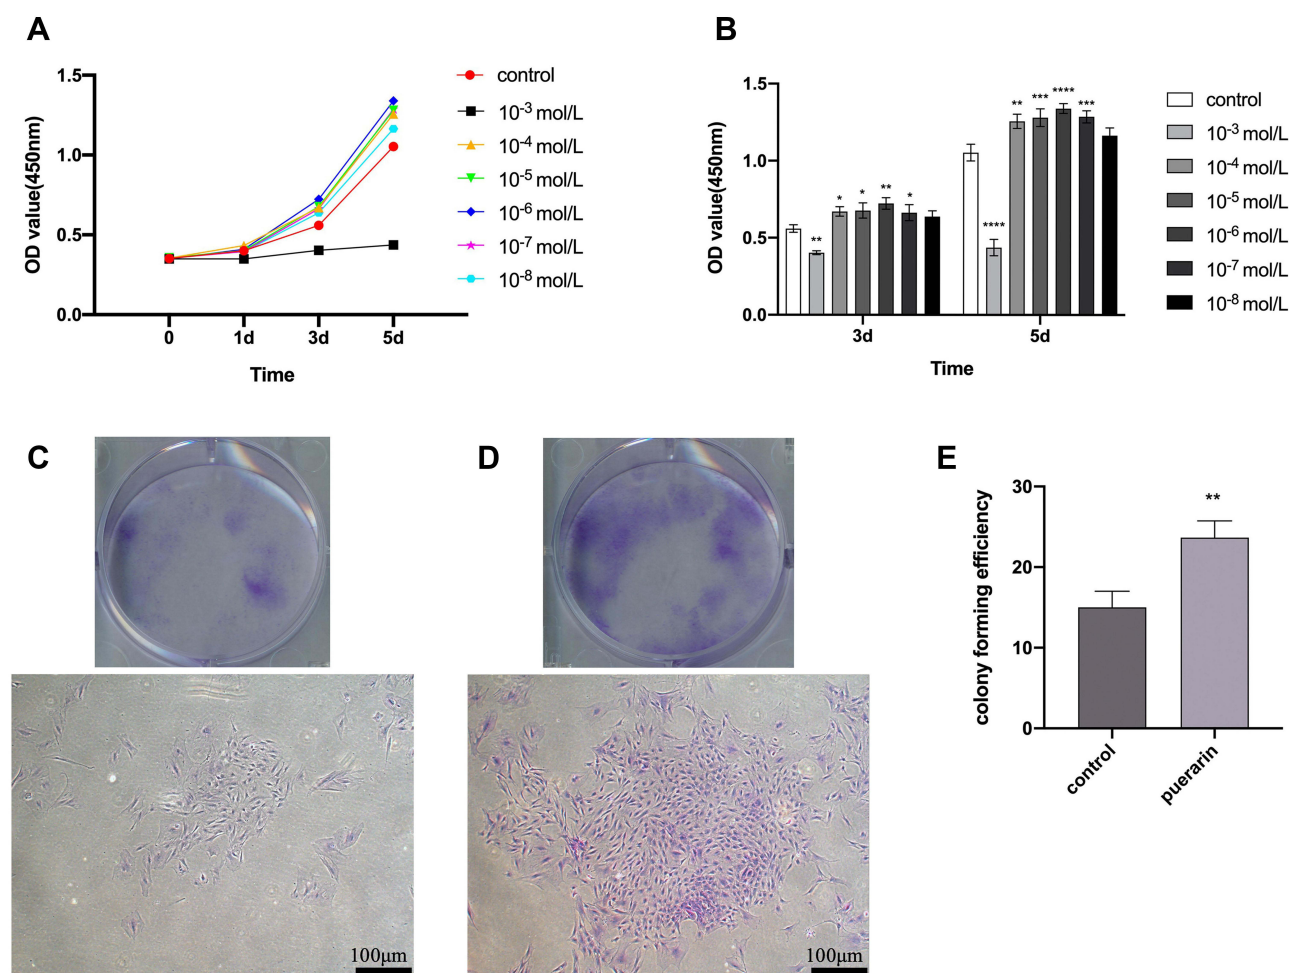 A
OD value(450nm)
1.5
1.0
0.5
0.0
0 1d 3d 5d
Time
control
10-3 mol/L
10-4 mol/L
10-5 mol/L
10-6 mol/L
10-7 mol/L
10-8 mol/L
B
OD value(450nm)
1.5
1.0
0.5
0.0
** * * ** *
**** ** *** **** ***
3d 5d
Time
control
10-3 mol/L
10-4 mol/L
10-5 mol/L
10-6 mol/L
10-7 mol/L
10-8 mol/L
C
100μm
D
100μm
E
colony forming efficiency
30
20
10
0
**
control puerarin